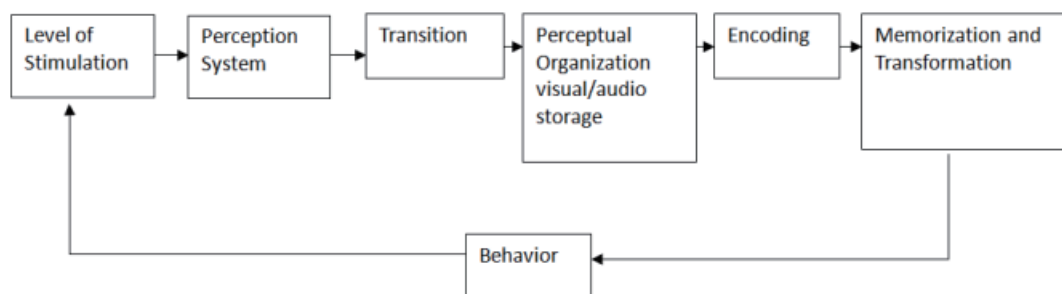 Level of
Stimulation
Perception
System
Transition
Perceptual
Organization
visual/audio
storage
Encoding
Memorization and
Transformation
Behavior